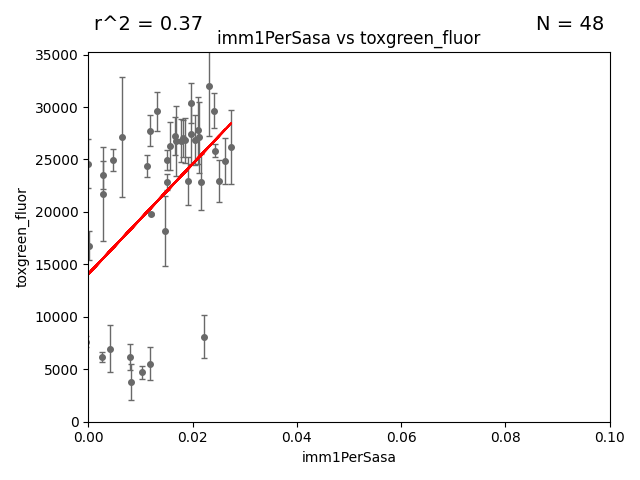 r^2 = 0.37
N = 48
imm1PerSasa vs toxgreen_fluor
35000
30000
25000
20000
15000
10000
5000
0
toxgreen_fluor
0.00
0.02
0.04
0.06
0.08
0.10
imm1PerSasa